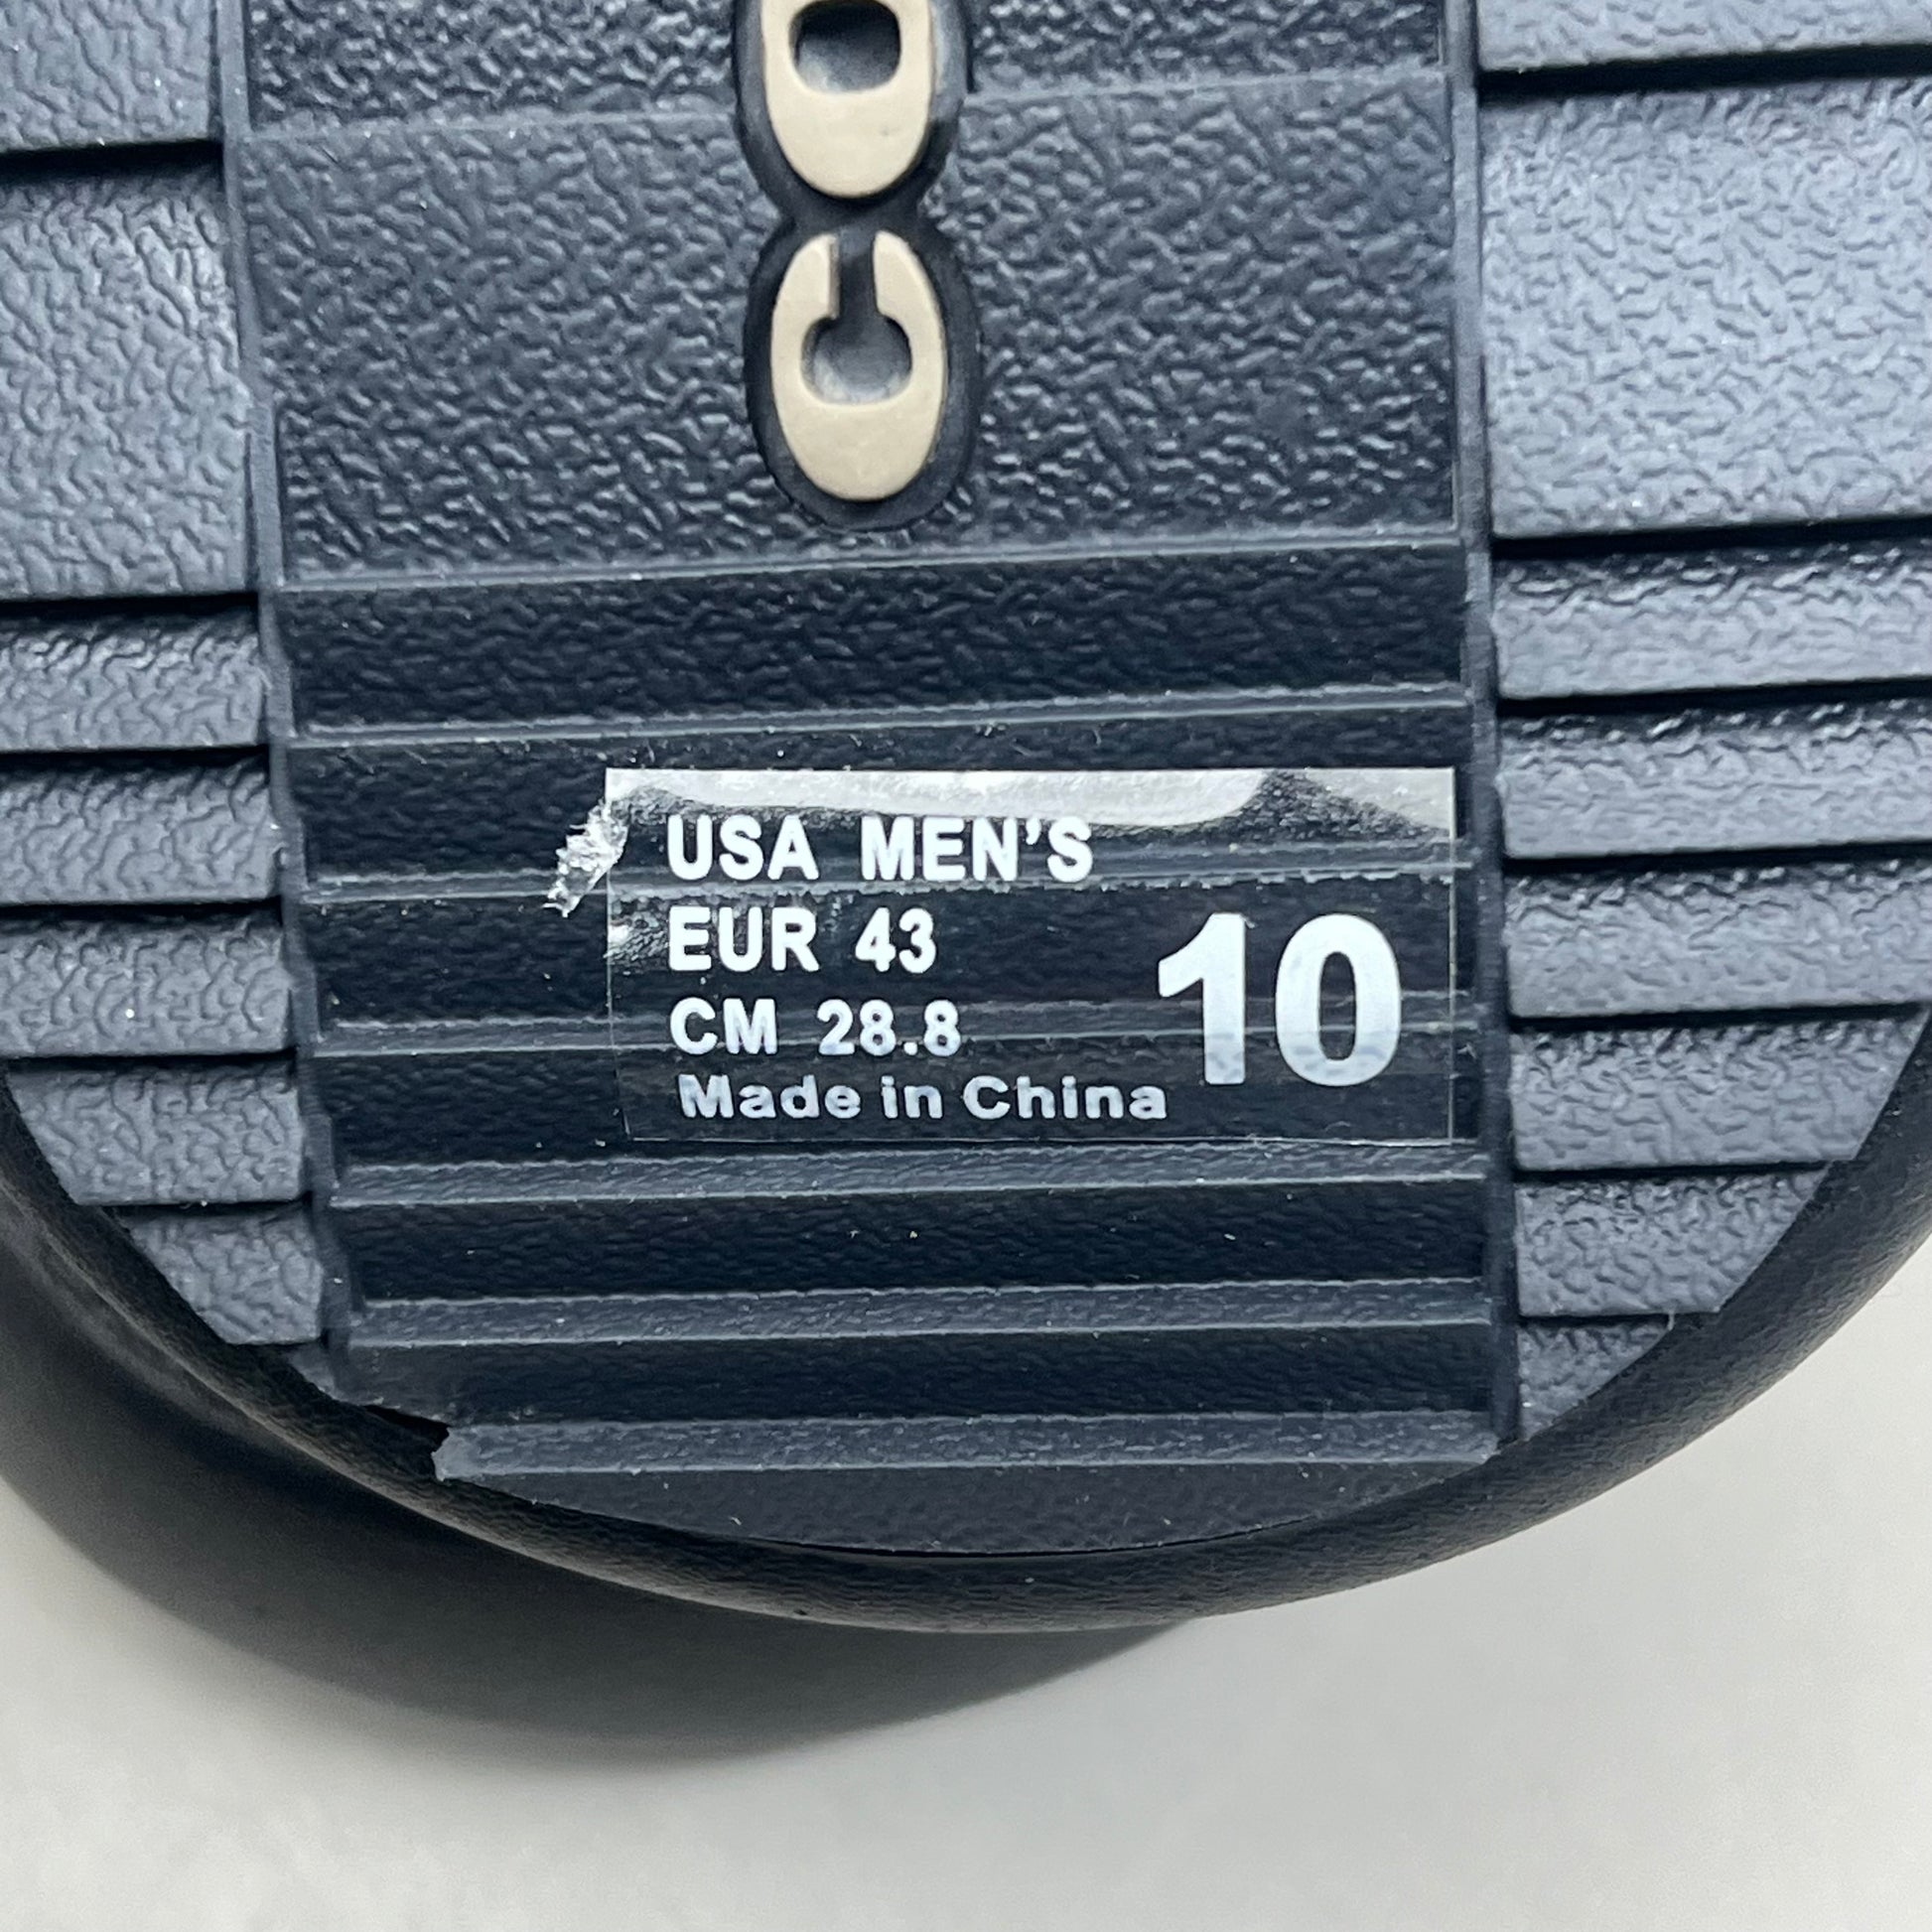 USA MEN'S
EUR 43
CM 28.8
Made in China
10